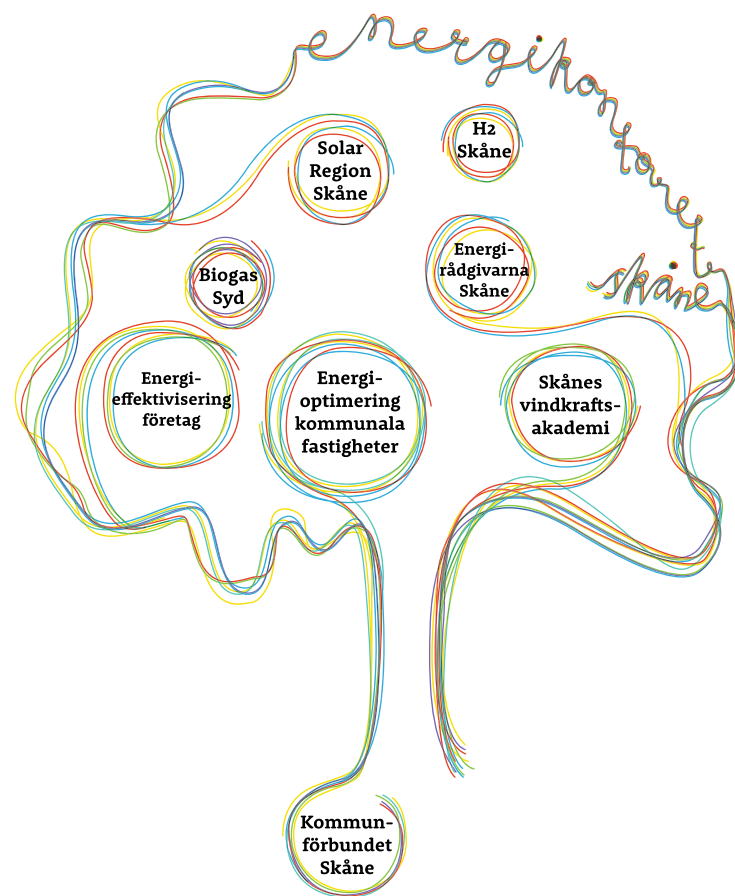 energikontoret
skåne
H2
Skåne
Solar
Region
Skåne
Energi-
rådgivarna
Skåne
Biogas
Syd
Energi-
effektivisering
företag
Energi-
optimering
kommunala
fastigheter
Skånes
vindkrafts-
akademi
Kommun-
förbundet
Skåne